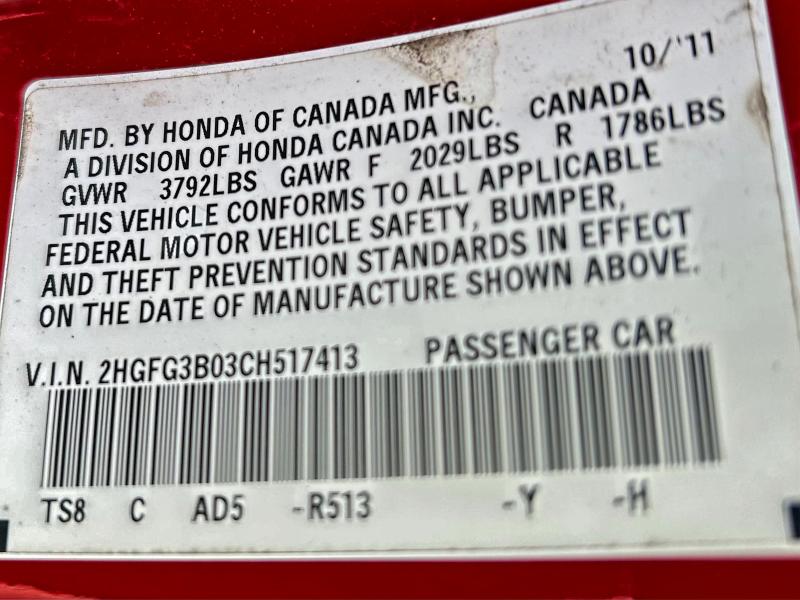 10/'11
MFD. BY HONDA OF CANADA MFG.,
A DIVISION OF HONDA CANADA INC. CANADA
GVWR 3792LBS GAWR F 2029LBS R 1786LBS
THIS VEHICLE CONFORMS TO ALL APPLICABLE
FEDERAL MOTOR VEHICLE SAFETY, BUMPER,
AND THEFT PREVENTION STANDARDS IN EFFECT
ON THE DATE OF MANUFACTURE SHOWN ABOVE.
V.I.N. 2HGFG3B03CH517413 PASSENGER CAR
TS8 C AD5 -R513 -Y -H